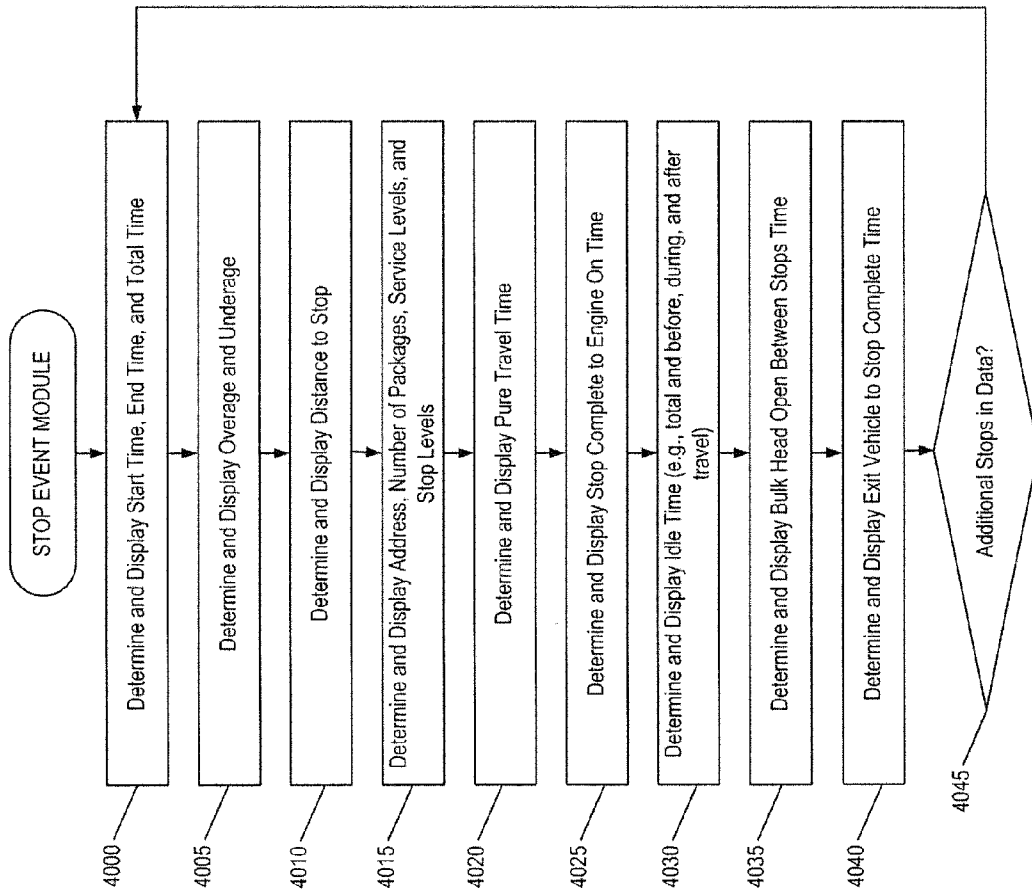 STOP EVENT MODULE
4000
Determine and Display Start Time, End Time, and Total Time
4005
Determine and Display Overage and Underage
4010
Determine and Display Distance to Stop
4015
Determine and Display Address, Number of Packages, Service Levels, and
Stop Levels
4020
Determine and Display Pure Travel Time
4025
Determine and Display Stop Complete to Engine On Time
4030
Determine and Display Idle Time (e.g., total and before, during, and after
travel)
4035
Determine and Display Bulk Head Open Between Stops Time
4040
Determine and Display Exit Vehicle to Stop Complete Time
4045
Additional Stops in Data?